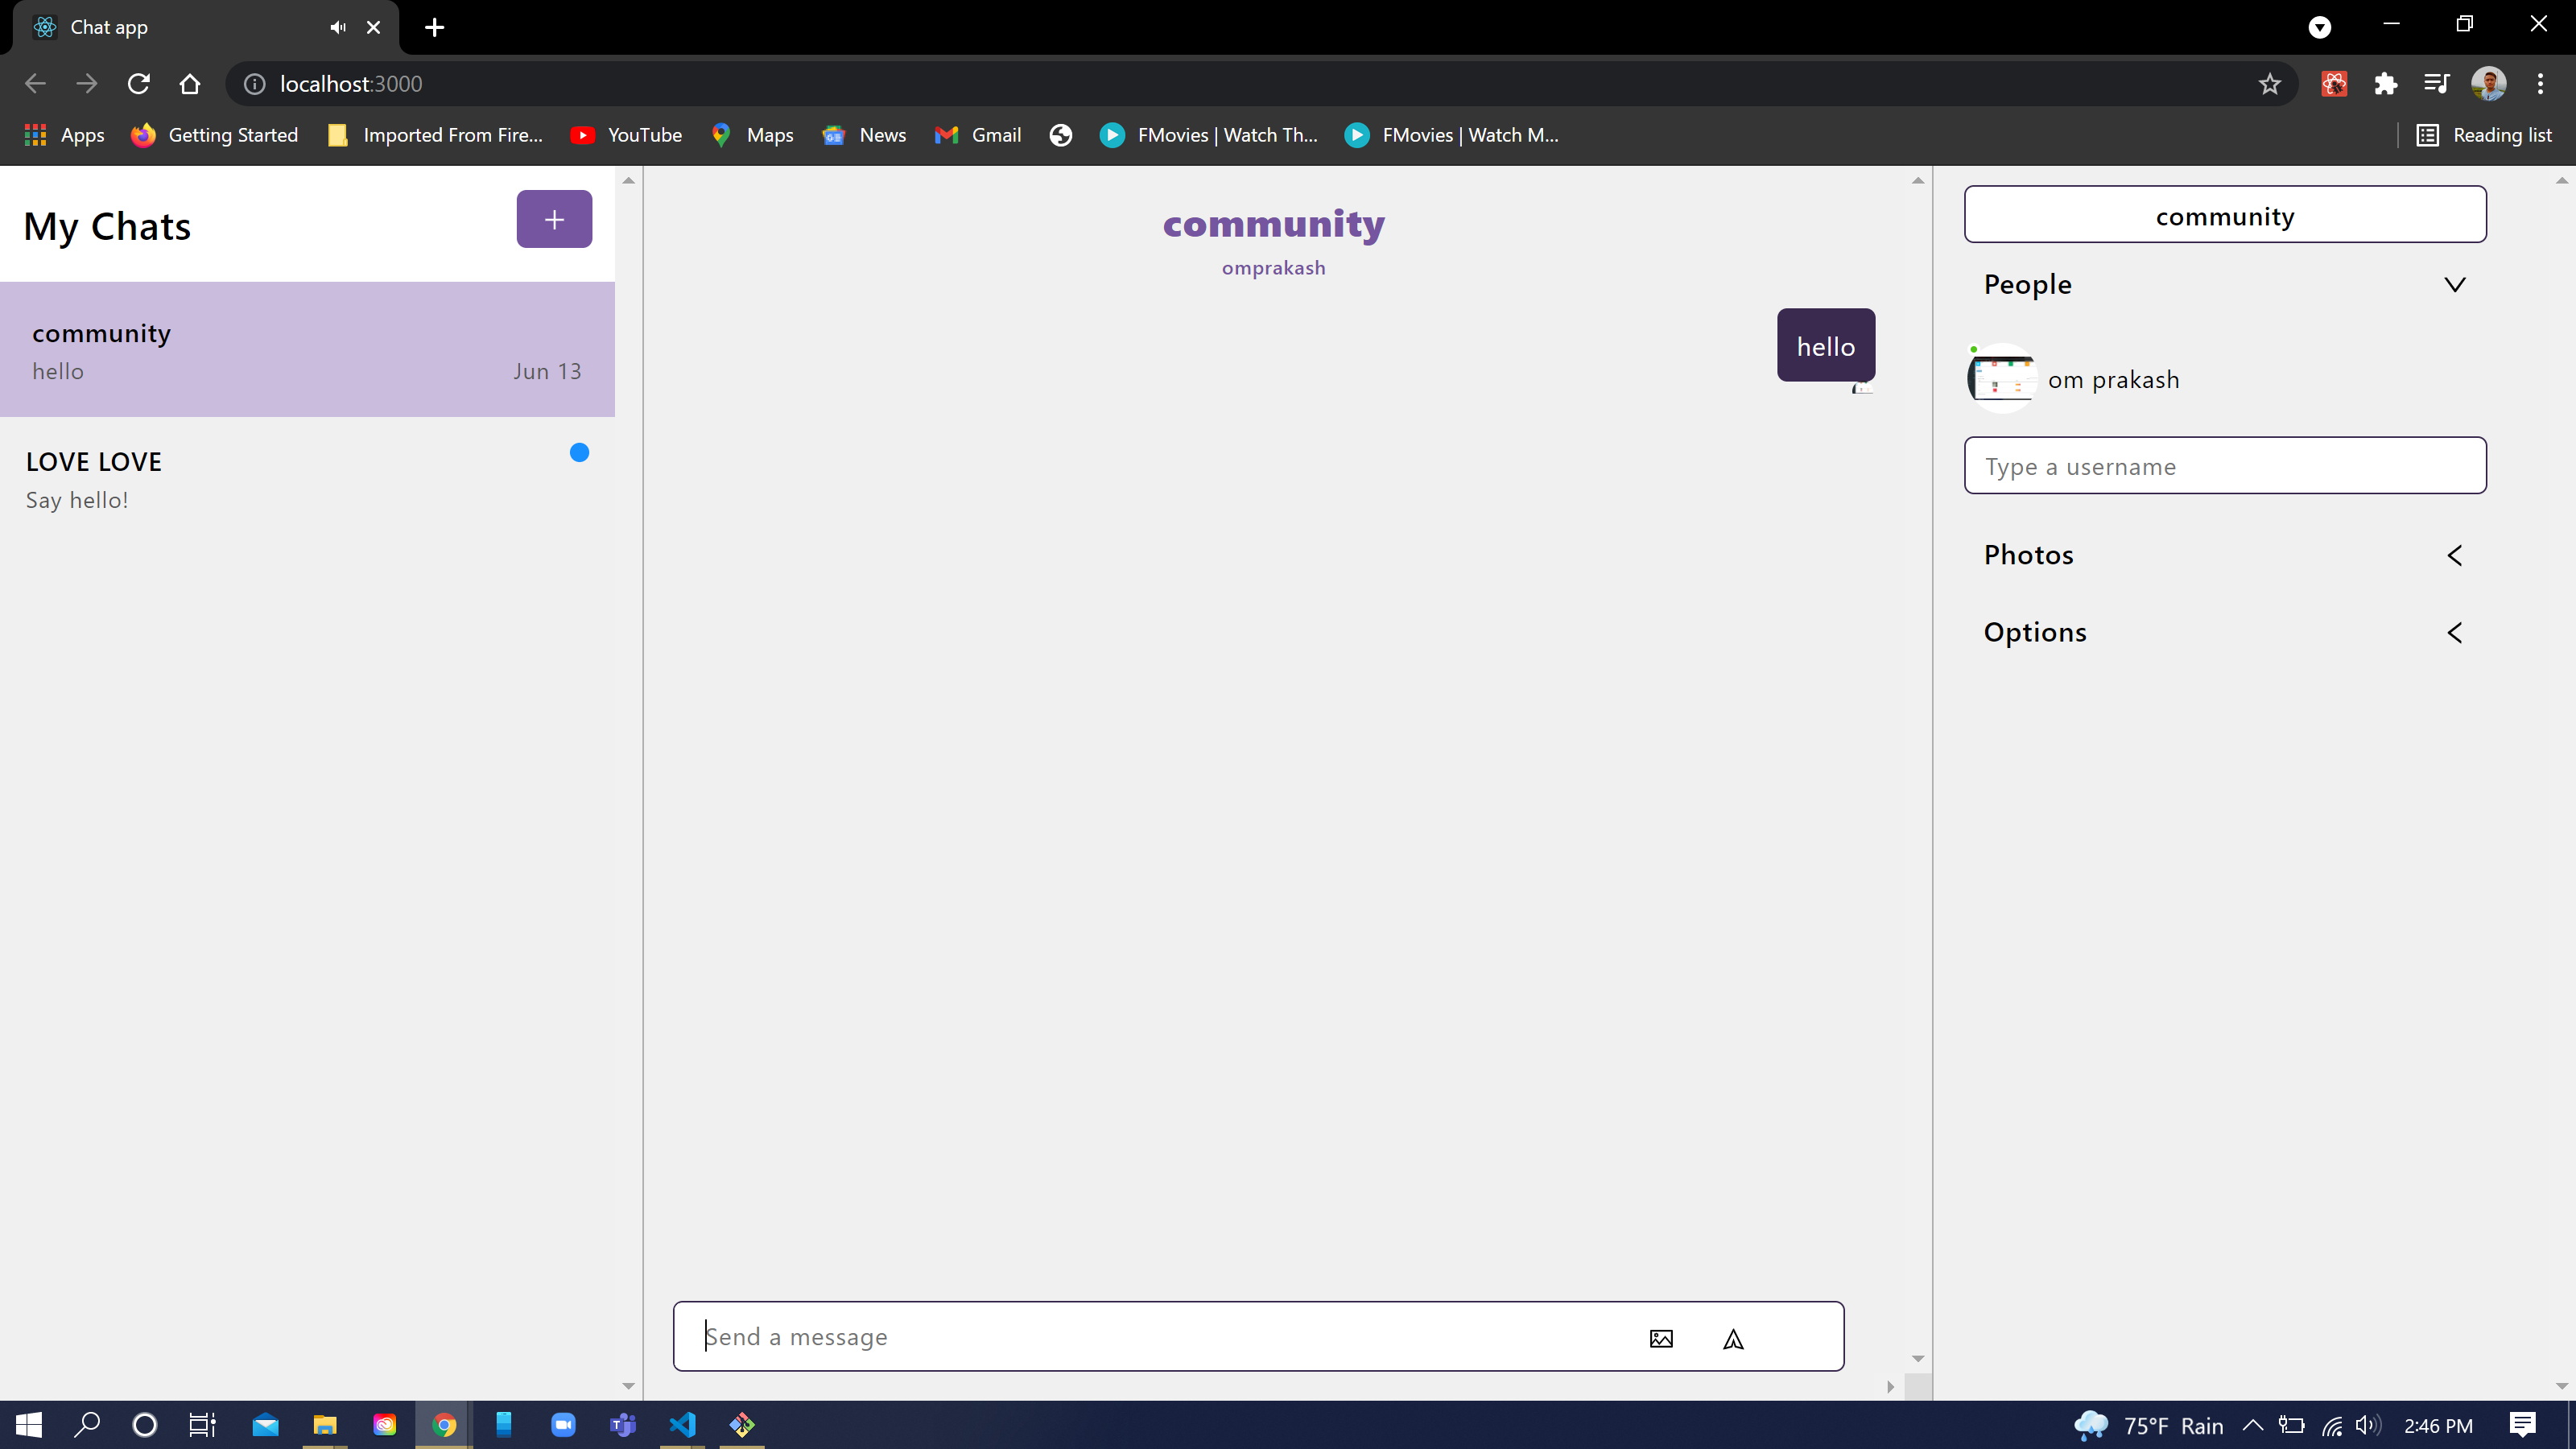 Chat app
localhost:3000
Apps
Getting Started
Imported From Fire...
YouTube
Maps
News
Gmail
FMovies | Watch Th...
FMovies | Watch M...
Reading list
My Chats
+
community
hello
Jun 13
LOVE LOVE
Say hello!
community
omprakash
hello
Send a message
community
People
om prakash
Type a username
Photos
Options
75°F Rain
2:46 PM